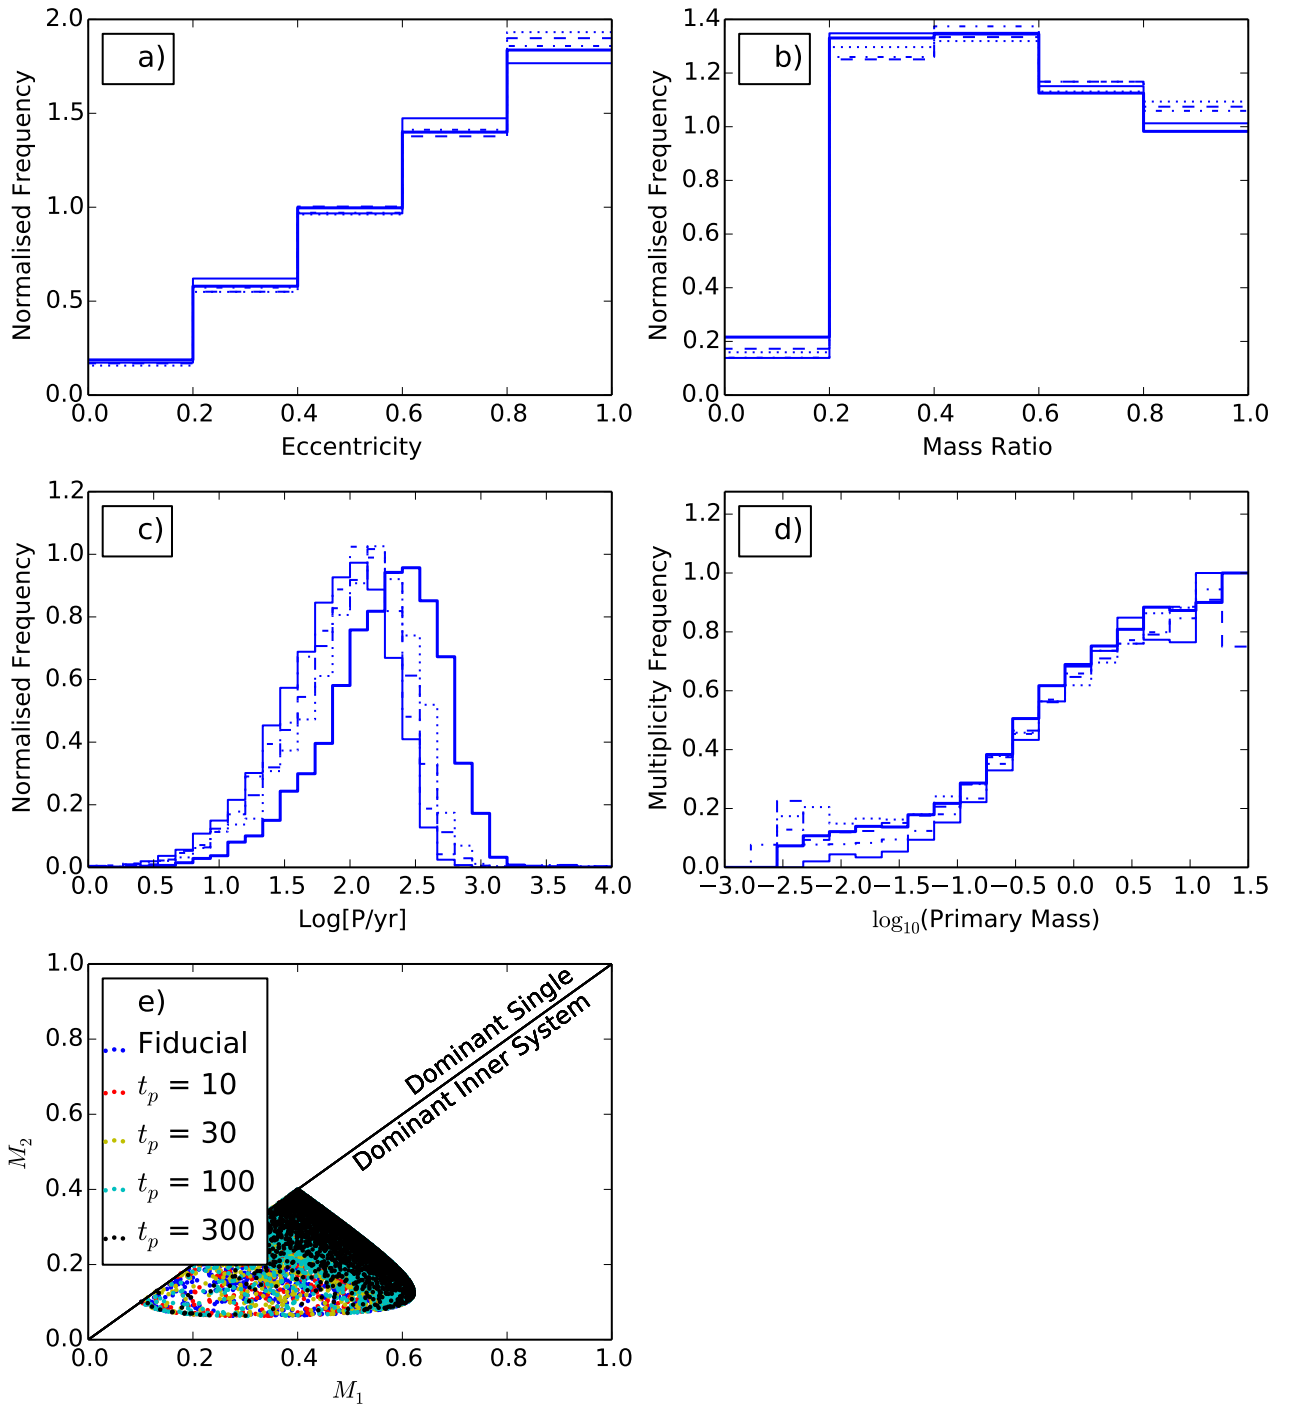 a)
Normalised Frequency
2.0
1.5
1.0
0.5
0.0
0.0 0.2 0.4 0.6 0.8 1.0
Eccentricity
b)
Normalised Frequency
1.4
1.2
1.0
0.8
0.6
0.4
0.2
0.0
0.0 0.2 0.4 0.6 0.8 1.0
Mass Ratio
c)
Normalised Frequency
1.2
1.0
0.8
0.6
0.4
0.2
0.0
0.0 0.5 1.0 1.5 2.0 2.5 3.0 3.5 4.0
Log[P/yr]
d)
Multiplicity Frequency
1.2
1.0
0.8
0.6
0.4
0.2
0.0
−3.0 −2.5 −2.0 −1.5 −1.0 −0.5 0.0 0.5 1.0 1.5
log₁₀(Primary Mass)
e)
Fiducial
tₚ = 10
tₚ = 30
tₚ = 100
tₚ = 300
Dominant Single
Dominant Inner System
M₂
1.0
0.8
0.6
0.4
0.2
0.0
0.0 0.2 0.4 0.6 0.8 1.0
M₁